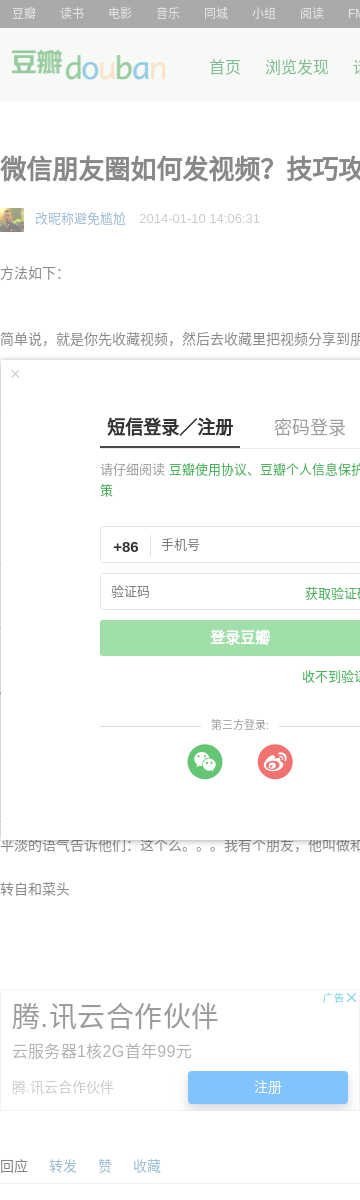 豆瓣 读书 电影 音乐 同城 小组 阅读 FM
豆瓣 douban 首页 浏览发现
微信朋友圈如何发视频？技巧攻
改昵称避免尴尬 2014-01-10 14:06:31
方法如下：
简单说，就是你先收藏视频，然后去收藏里把视频分享到朋
×
短信登录／注册 密码登录
请仔细阅读 豆瓣使用协议、豆瓣个人信息保护
策
+86 手机号
验证码 获取验证码
登录豆瓣
收不到验证
第三方登录:
平淡的语气告诉他们：这个么。。。我有个朋友，他叫做和
转自和菜头
广告
腾.讯云合作伙伴
云服务器1核2G首年99元
腾.讯云合作伙伴 注册
回应 转发 赞 收藏